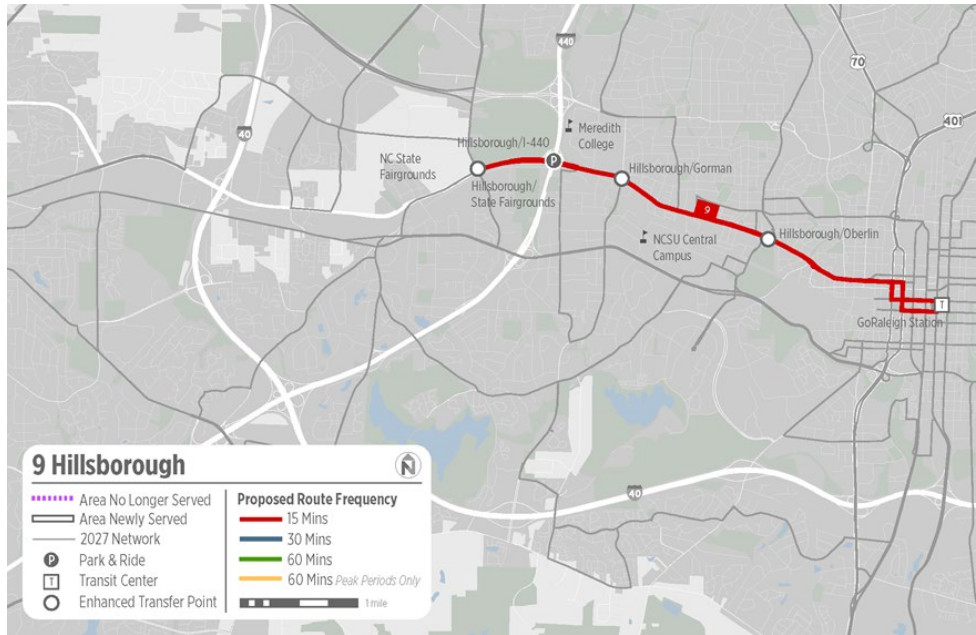 440
70
401
40
Meredith
College
Hillsborough/I-440
NC State
Fairgrounds
P
Hillsborough/Gorman
Hillsborough/
State Fairgrounds
9
NCSU Central
Campus
Hillsborough/Oberlin
T
GoRaleigh Station
40
9 Hillsborough
N
Area No Longer Served
Area Newly Served
2027 Network
P Park & Ride
T Transit Center
Enhanced Transfer Point
Proposed Route Frequency
15 Mins
30 Mins
60 Mins
60 Mins Peak Periods Only
1 mile